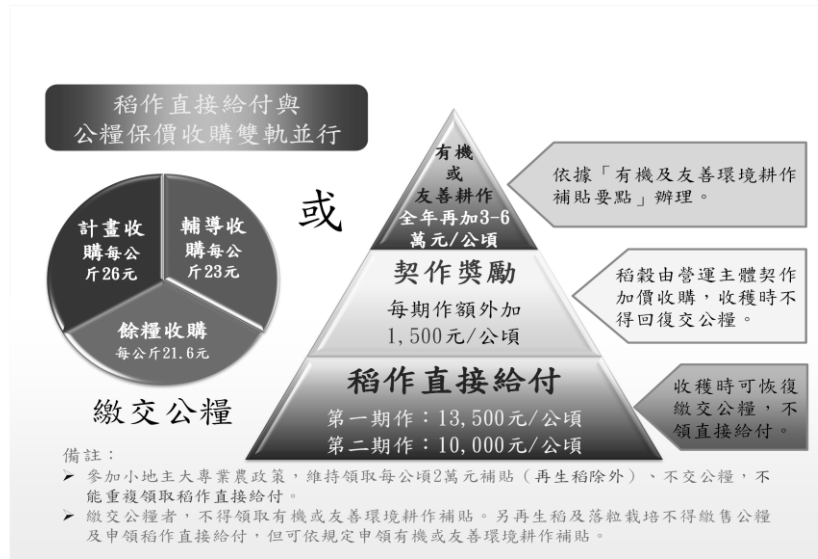 稻作直接給付與
公糧保價收購雙軌並行
計畫收
購每公
斤26元
輔導收
購每公
斤23元
餘糧收購
每公斤21.6元
繳交公糧
或
有機
或
友善耕作
全年再加3-6
萬元/公頃
契作獎勵
每期作額外加
1,500元/公頃
稻作直接給付
第一期作：13,500元/公頃
第二期作：10,000元/公頃
依據「有機及友善環境耕作
補貼要點」辦理。
稻穀由營運主體契作
加價收購，收穫時不
得回復交公糧。
收穫時可恢復
繳交公糧，不
領直接給付。
備註：
➢ 參加小地主大專業農政策，維持領取每公頃2萬元補貼（再生稻除外）、不交公糧，不
能重複領取稻作直接給付。
➢ 繳交公糧者，不得領取有機或友善環境耕作補貼。另再生稻及落粒栽培不得繳售公糧
及申領稻作直接給付，但可依規定申領有機或友善環境耕作補貼。